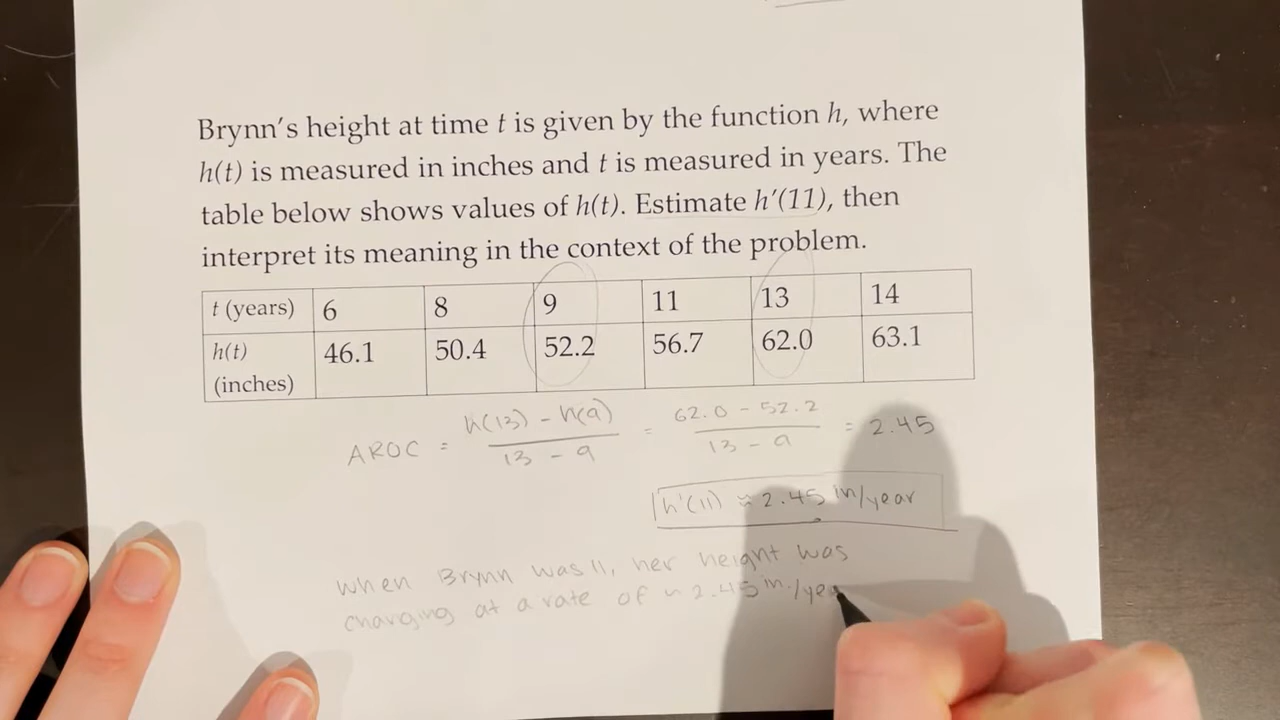 Brynn's height at time t is given by the function h, where
h(t) is measured in inches and t is measured in years. The
table below shows values of h(t). Estimate h'(11), then
interpret its meaning in the context of the problem.
t (years) 6 8 9 11 13 14
h(t) (inches) 46.1 50.4 52.2 56.7 62.0 63.1
AROC = h(13) - h(9) / 13 - 9 = 62.0 - 52.2 / 13 - 9 = 2.45
h'(11) ≈ 2.45 in/year
When Brynn was 11, her height was
changing at a rate of ~ 2.45 in./yea